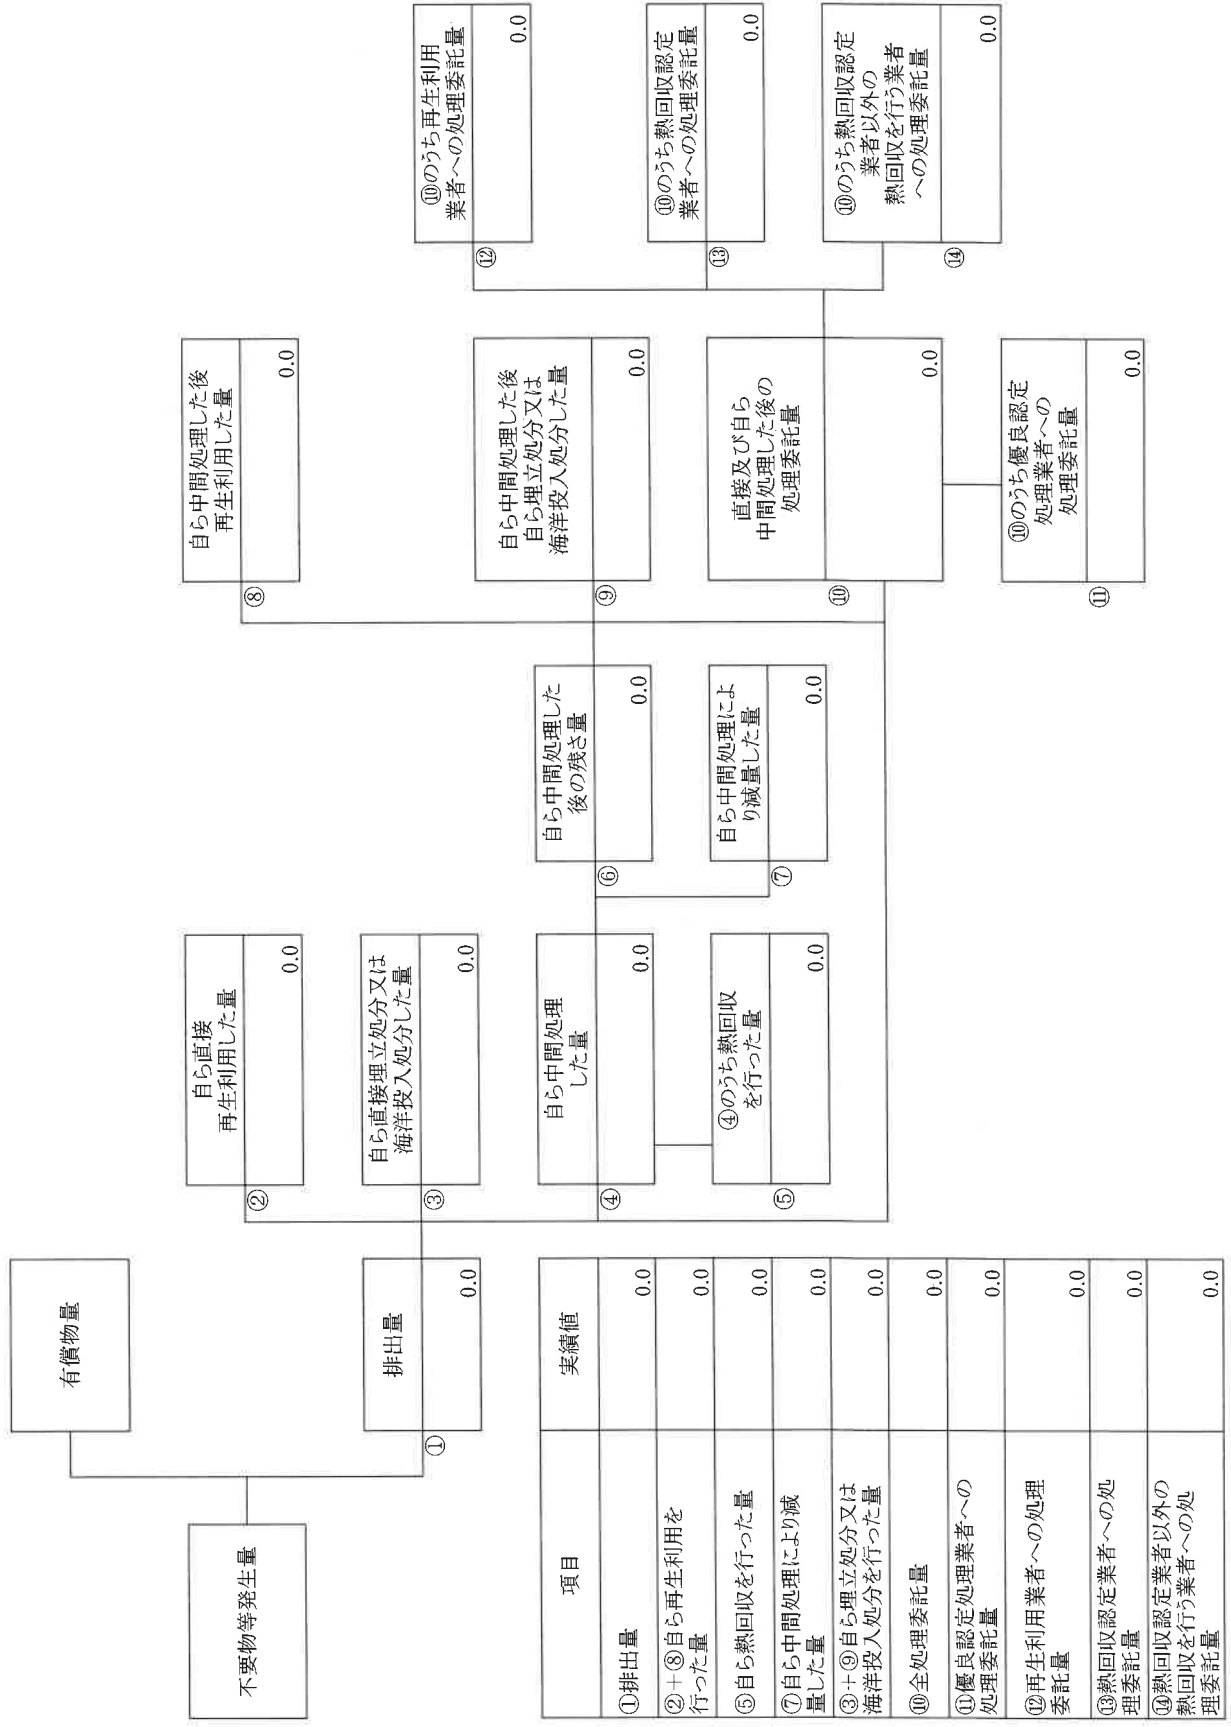 不要物等発生量
有償物量
①
排出量
0.0
②
自ら直接
再生利用した量
0.0
③
自ら直接埋立処分又は
海洋投入処分した量
0.0
④
自ら中間処理
した量
0.0
⑤
④のうち熱回収
を行った量
0.0
⑥
自ら中間処理した
後の残さ量
0.0
⑦
自ら中間処理によ
り減量した量
0.0
⑧
自ら中間処理した後
再生利用した量
0.0
⑨
自ら中間処理した後
自ら埋立処分又は
海洋投入処分した量
0.0
⑩
直接及び自ら
中間処理した後の
処理委託量
0.0
⑪
⑩のうち優良認定
処理業者への
処理委託量
0.0
⑫
⑩のうち再生利用
業者への処理委託量
0.0
⑬
⑩のうち熱回収認定
業者への処理委託量
0.0
⑭
⑩のうち熱回収認定
業者以外の
熱回収を行う業者
への処理委託量
0.0
項目
実績値
①排出量
0.0
②+⑧自ら再生利用を
行った量
0.0
⑤自ら熱回収を行った量
0.0
⑦自ら中間処理により減
量した量
0.0
③+⑨自ら埋立処分又は
海洋投入処分を行った量
0.0
⑩全処理委託量
0.0
⑪優良認定処理業者への
処理委託量
0.0
⑫再生利用業者への処理
委託量
0.0
⑬熱回収認定業者への処
理委託量
0.0
⑭熱回収認定業者以外の
熱回収を行う業者への処
理委託量
0.0